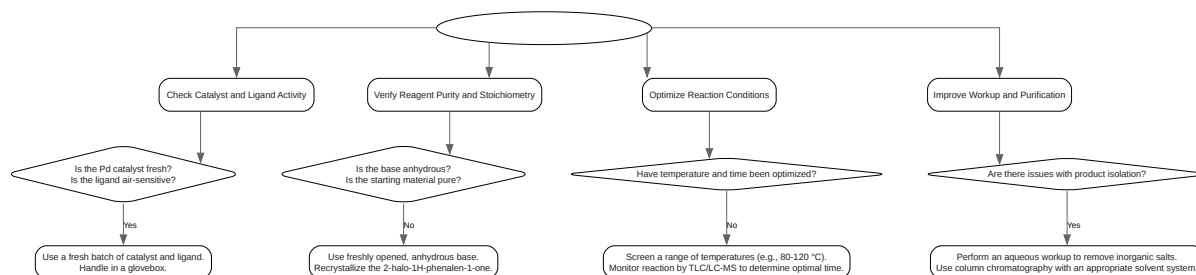 Check Catalyst and Ligand Activity
Verify Reagent Purity and Stoichiometry
Optimize Reaction Conditions
Improve Workup and Purification
Is the Pd catalyst fresh?
Is the ligand air-sensitive?
Is the base anhydrous?
Is the starting material pure?
Have temperature and time been optimized?
Are there issues with product isolation?
Yes
No
No
Yes
Use a fresh batch of catalyst and ligand.
Handle in a glovebox.
Use freshly opened, anhydrous base.
Recrystallize the 2-halo-1H-phenalen-1-one.
Screen a range of temperatures (e.g., 80-120 °C).
Monitor reaction by TLC/LC-MS to determine optimal time.
Perform an aqueous workup to remove inorganic salts.
Use column chromatography with an appropriate solvent system.